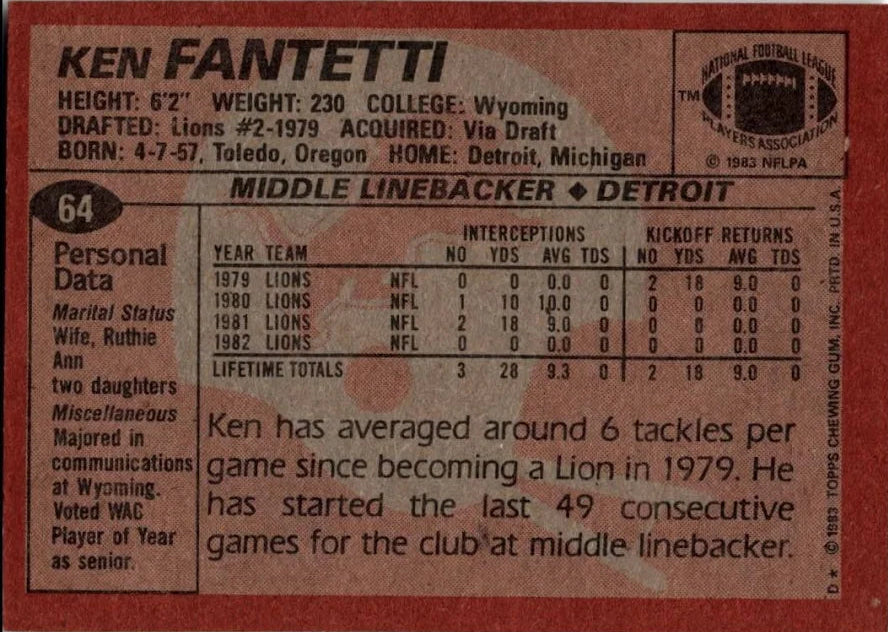 KEN FANTETTI
HEIGHT: 6'2" WEIGHT: 230 COLLEGE: Wyoming
DRAFTED: Lions #2-1979 ACQUIRED: Via Draft
BORN: 4-7-57, Toledo, Oregon HOME: Detroit, Michigan
NATIONAL FOOTBALL LEAGUE
TM
PLAYERS ASSOCIATION
© 1983 NFLPA
64
MIDDLE LINEBACKER ◆ DETROIT
Personal
Data
Marital Status
Wife, Ruthie
Ann
two daughters
Miscellaneous
Majored in
communications
at Wyoming.
Voted WAC
Player of Year
as senior.
INTERCEPTIONS KICKOFF RETURNS
YEAR TEAM NO YDS AVG TDS NO YDS AVG TDS
1979 LIONS NFL 0 0 0.0 0 2 18 9.0 0
1980 LIONS NFL 1 10 10.0 0 0 0 0.0 0
1981 LIONS NFL 2 18 9.0 0 0 0 0.0 0
1982 LIONS NFL 0 0 0.0 0 0 0 0.0 0
LIFETIME TOTALS 3 28 9.3 0 2 18 9.0 0
Ken has averaged around 6 tackles per
game since becoming a Lion in 1979. He
has started the last 49 consecutive
games for the club at middle linebacker.
D★ © 1983 TOPPS CHEWING GUM, INC. PRTD. IN U.S.A.